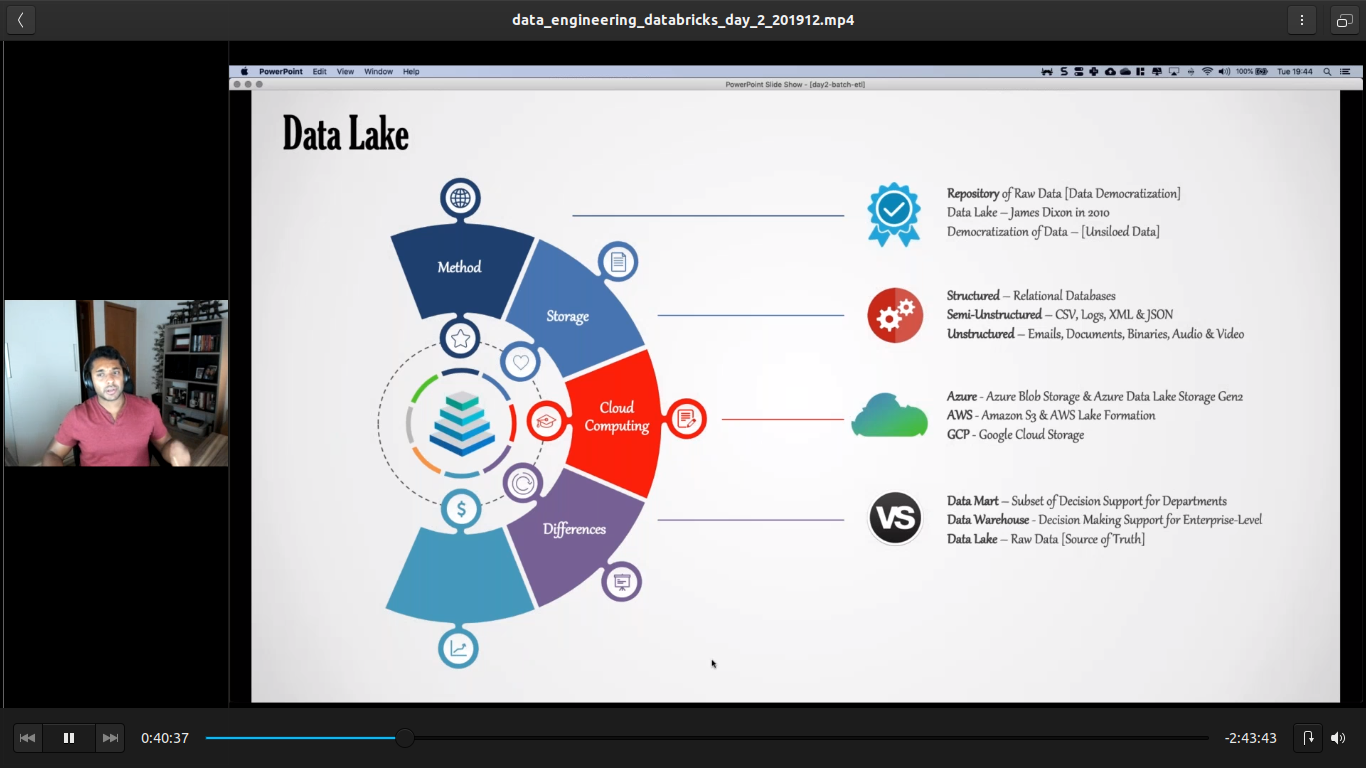 data_engineering_databricks_day_2_201912.mp4
PowerPoint Edit View Window Help
100% Tue 19:44
PowerPoint Slide Show - [day2-batch-etl]
Data Lake
Method
Storage
Cloud
Computing
Differences
$
Repository of Raw Data [Data Democratization]
Data Lake – James Dixon in 2010
Democratization of Data – [Unsiloed Data]
Structured – Relational Databases
Semi-Unstructured – CSV, Logs, XML & JSON
Unstructured – Emails, Documents, Binaries, Audio & Video
Azure - Azure Blob Storage & Azure Data Lake Storage Gen2
AWS - Amazon S3 & AWS Lake Formation
GCP - Google Cloud Storage
VS
Data Mart – Subset of Decision Support for Departments
Data Warehouse - Decision Making Support for Enterprise-Level
Data Lake – Raw Data [Source of Truth]
0:40:37
-2:43:43